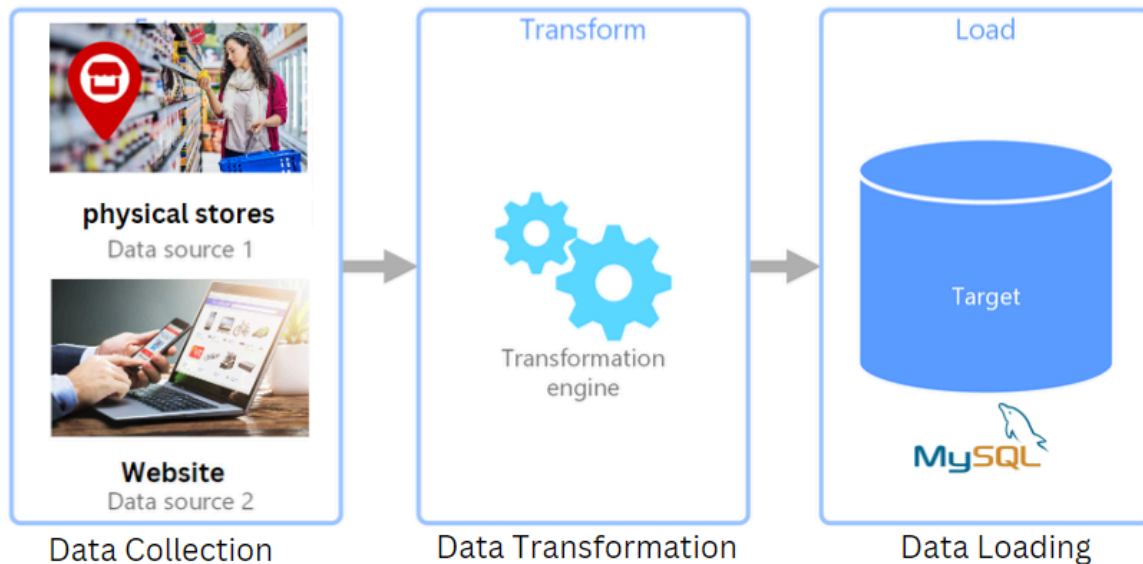 Transform
Load
physical stores
Data source 1
Website
Data source 2
Transformation
engine
Target
MySQL
Data Collection
Data Transformation
Data Loading